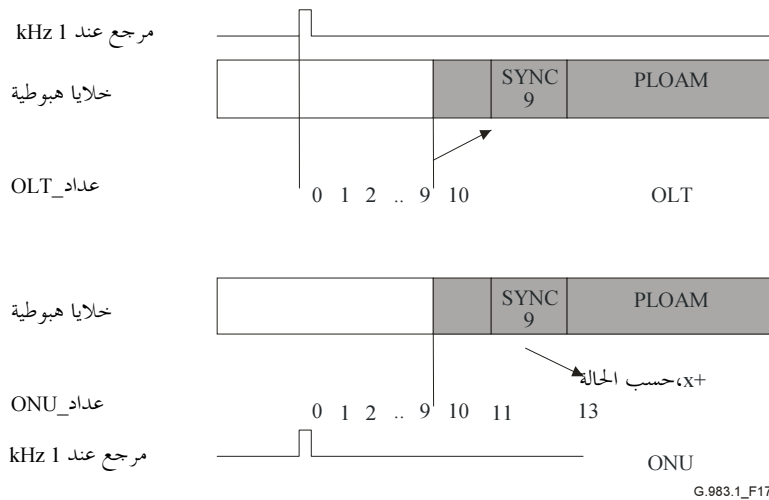 مرجع عند 1 kHz
خلايا هبوطية
SYNC
9
PLOAM
عداد_OLT
0 1 2 .. 9 10
OLT
خلايا هبوطية
SYNC
9
PLOAM
+x،حسب الحالة
عداد_ONU
0 1 2 .. 9 10 11 13
مرجع عند 1 kHz
ONU
G.983.1_F17